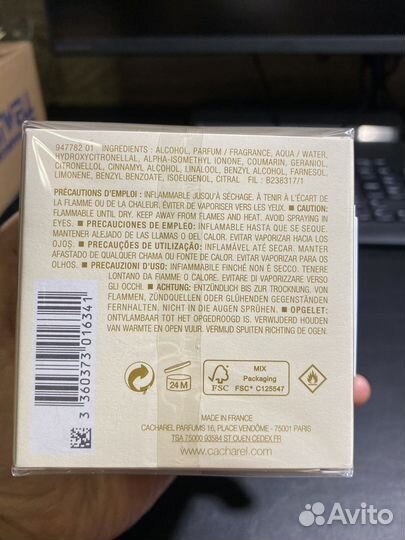 947782 01 INGREDIENTS : ALCOHOL, PARFUM / FRAGRANCE, AQUA / WATER,
HYDROXYCITRONELLAL, ALPHA-ISOMETHYL IONONE, COUMARIN, GERANIOL,
CITRONELLOL, CINNAMYL ALCOHOL, LINALOOL, BENZYL ALCOHOL, FARNESOL,
LIMONENE, BENZYL BENZOATE, ISOEUGENOL, CITRAL FIL : B238317/1
PRÉCAUTIONS D'EMPLOI : INFLAMMABLE JUSQU'À SÉCHAGE. À TENIR À L'ÉCART DE
LA FLAMME OU DE LA CHALEUR. ÉVITER DE VAPORISER VERS LES YEUX. ■ CAUTION:
FLAMMABLE UNTIL DRY. KEEP AWAY FROM FLAMES AND HEAT. AVOID SPRAYING IN
EYES. ■ PRECAUCIONES DE EMPLEO: INFLAMABLE HASTA QUE SE SEQUE.
MANTENER ALEJADO DE LAS LLAMAS O DEL CALOR. EVITAR VAPORIZAR HACIA LOS
OJOS. ■ PRECAUÇÕES DE UTILIZAÇÃO: INFLAMÁVEL ATÉ SECAR. MANTER
AFASTADO DE QUALQUER CHAMA OU FONTE DE CALOR. EVITAR VAPORIZAR PARA OS
OLHOS. ■ PRECAUZIONI D'USO: INFIAMMABILE FINCHÉ NON È SECCO. TENERE
LONTANO DA FIAMME O CALORE. EVITARE DI VAPORIZZARE VERSO
GLI OCCHI. ■ ACHTUNG: ENTZÜNDLICH BIS ZUR TROCKNUNG. VON
FLAMMEN, ZÜNDQUELLEN ODER GLÜHENDEN GEGENSTÄNDEN
FERNHALTEN. NICHT IN DIE AUGEN SPRÜHEN. ■ OPGELET:
ONTVLAMBAAR TOT HET OPGEDROOGD IS. VERWIJDERD HOUDEN
VAN WARMTE EN OPEN VUUR. VERMIJD SPUITEN RICHTING DE OGEN.
3 360373 016341
24 M
FSC
MIX
Packaging
FSC® C125547
MADE IN FRANCE
CACHAREL PARFUMS 16, PLACE VENDÔME - 75001 PARIS
TSA 75000 93584 ST OUEN CEDEX FR
www.cacharel.com
Avito